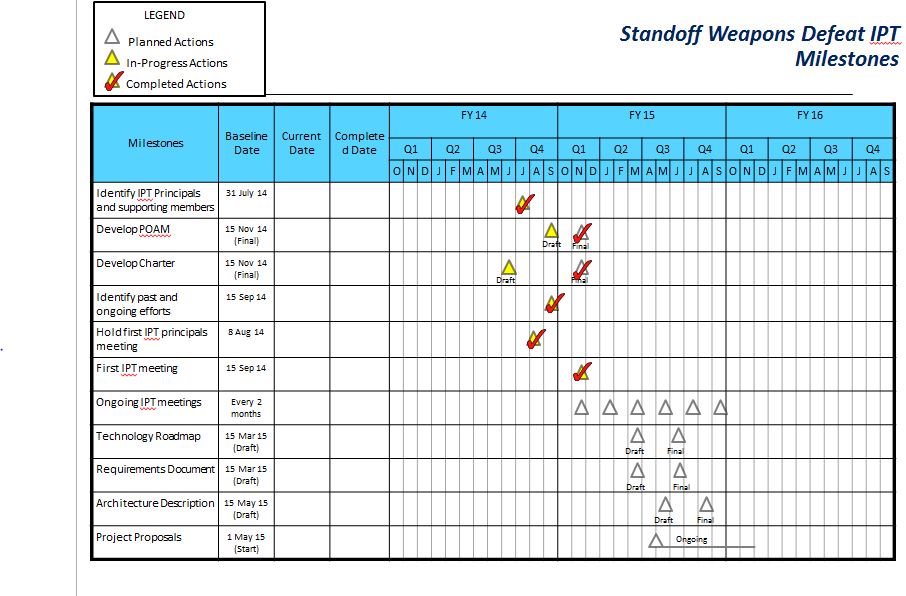 LEGEND
Planned Actions
In-Progress Actions
Completed Actions
Standoff Weapons Defeat IPT
Milestones
Milestones
Baseline
Date
Current
Date
Complete
d Date
FY 14
FY 15
FY 16
Q1 Q2 Q3 Q4 Q1 Q2 Q3 Q4 Q1 Q2 Q3 Q4
O N D J F M A M J J A S O N D J F M A M J J A S O N D J F M A M J J A S
Identify IPT Principals
and supporting members
31 July 14
Develop POAM
15 Nov 14
(Final)
Draft
Final
Develop Charter
15 Nov 14
(Final)
Draft
Final
Identify past and
ongoing efforts
15 Sep 14
Hold first IPT principals
meeting
8 Aug 14
First IPT meeting
15 Sep 14
Ongoing IPT meetings
Every 2
months
Technology Roadmap
15 Mar 15
(Draft)
Draft
Final
Requirements Document
15 Mar 15
(Draft)
Draft
Final
Architecture Description
15 May 15
(Draft)
Draft
Final
Project Proposals
1 May 15
(Start)
Ongoing